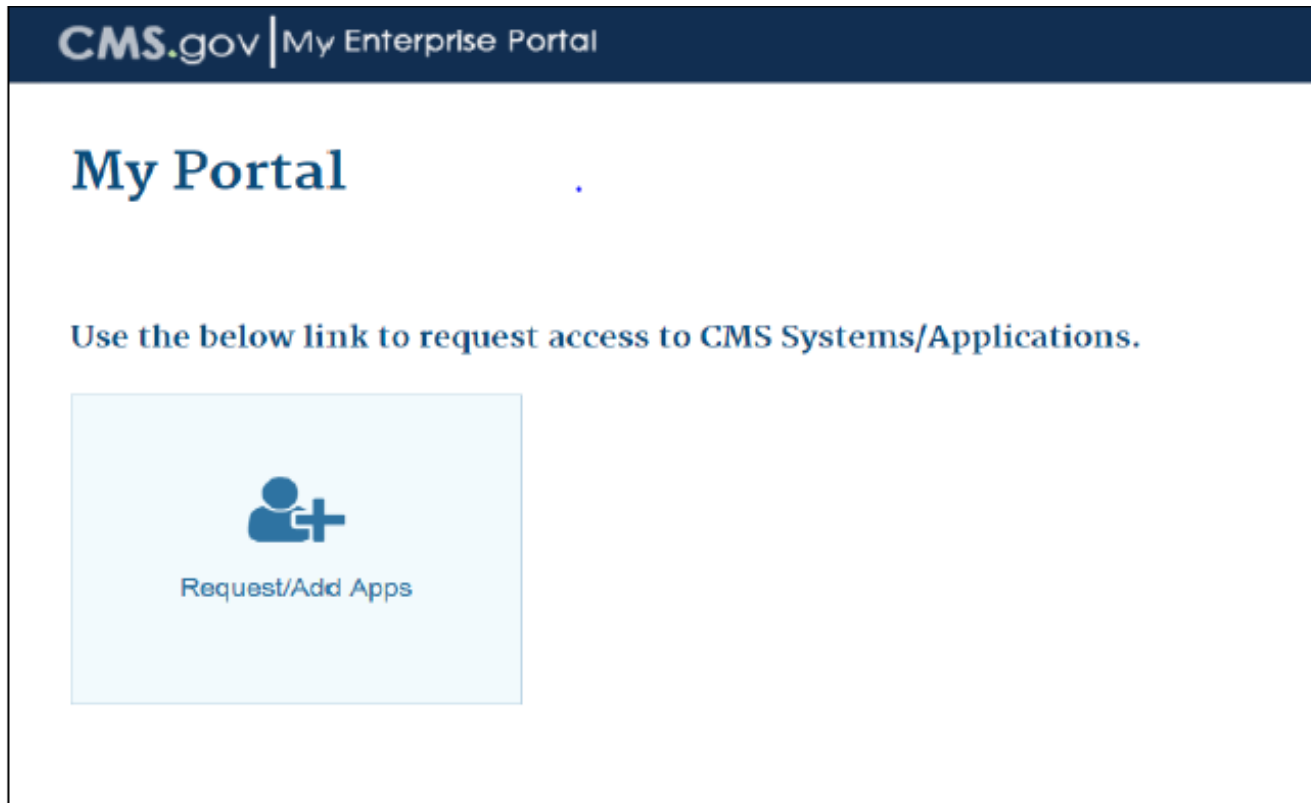 CMS.gov My Enterprise Portal
My Portal
Use the below link to request access to CMS Systems/Applications.
Request/Add Apps